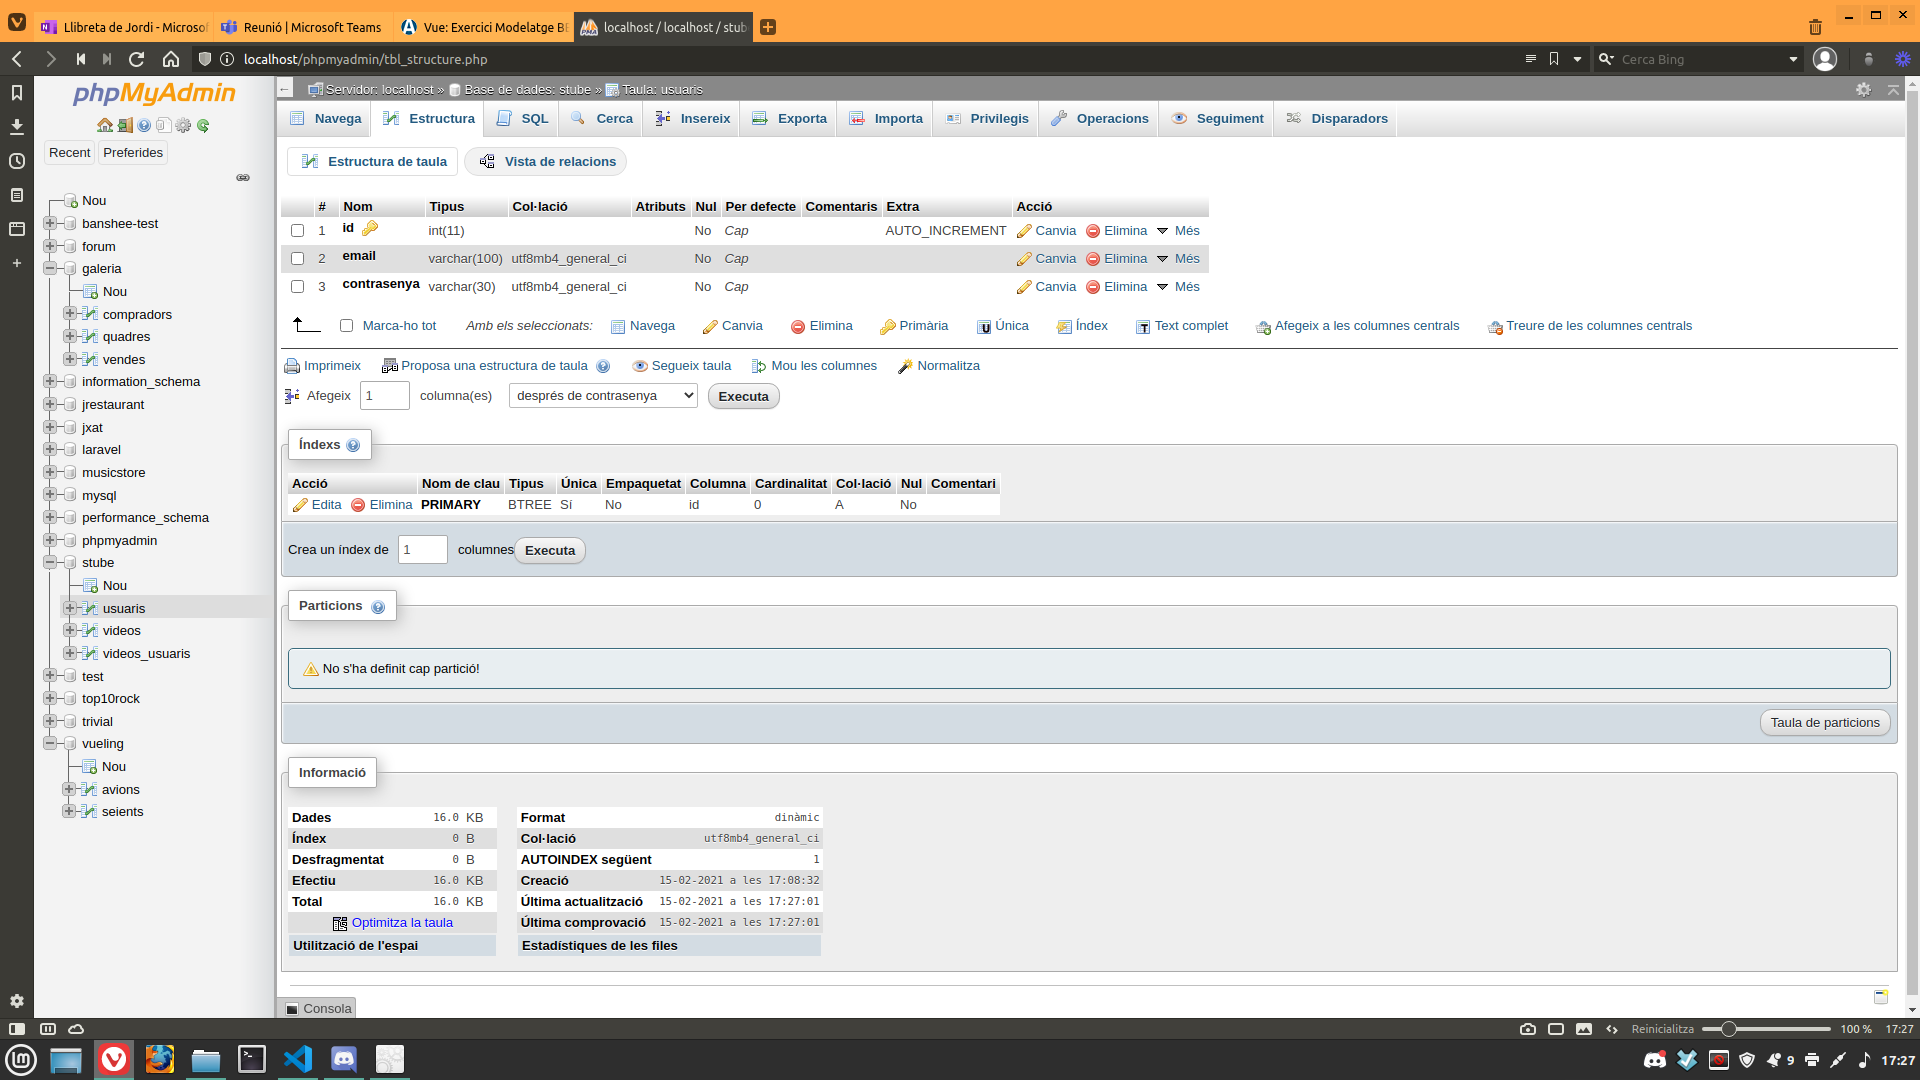 Llibreta de Jordi - Microsof
Reunió | Microsoft Teams
Vue: Exercici Modelatge BE
localhost / localhost / stub
localhost/phpmyadmin/tbl_structure.php
Cerca Bing
phpMyAdmin
Recent
Preferides
Nou
banshee-test
forum
galeria
Nou
compradors
quadres
vendes
information_schema
jrestaurant
jxat
laravel
musicstore
mysql
performance_schema
phpmyadmin
stube
Nou
usuaris
videos
videos_usuaris
test
top10rock
trivial
vueling
Nou
avions
seients
Servidor: localhost » Base de dades: stube » Taula: usuaris
Navega Estructura SQL Cerca Insereix Exporta Importa Privilegis Operacions Seguiment Disparadors
Estructura de taula Vista de relacions
# Nom Tipus Col·lació Atributs Nul Per defecte Comentaris Extra Acció
1 id int(11) No Cap AUTO_INCREMENT Canvia Elimina Més
2 email varchar(100) utf8mb4_general_ci No Cap Canvia Elimina Més
3 contrasenya varchar(30) utf8mb4_general_ci No Cap Canvia Elimina Més
Marca-ho tot Amb els seleccionats: Navega Canvia Elimina Primària Única Índex Text complet Afegeix a les columnes centrals Treure de les columnes centrals
Imprimeix Proposa una estructura de taula Segueix taula Mou les columnes Normalitza
Afegeix 1 columna(es) després de contrasenya Executa
Índexs
Acció Nom de clau Tipus Única Empaquetat Columna Cardinalitat Col·lació Nul Comentari
Edita Elimina PRIMARY BTREE Sí No id 0 A No
Crea un índex de 1 columnes Executa
Particions
No s'ha definit cap partició!
Taula de particions
Informació
Dades 16.0 KB
Índex 0 B
Desfragmentat 0 B
Efectiu 16.0 KB
Total 16.0 KB
Optimitza la taula
Utilització de l'espai
Format dinàmic
Col·lació utf8mb4_general_ci
AUTOINDEX següent 1
Creació 15-02-2021 a les 17:08:32
Última actualització 15-02-2021 a les 17:27:01
Última comprovació 15-02-2021 a les 17:27:01
Estadístiques de les files
Consola
Reinicialitza 100 % 17:27
9 17:27